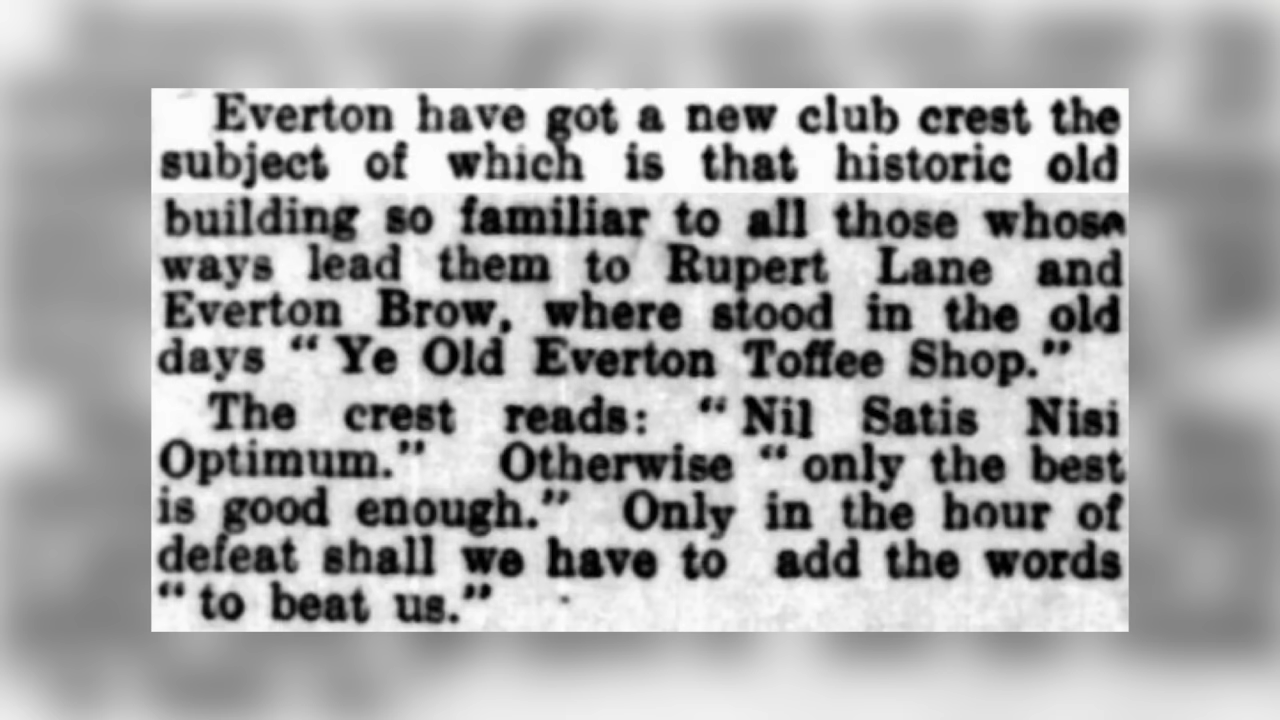 Everton have got a new club crest the
subject of which is that historic old
building so familiar to all those whose
ways lead them to Rupert Lane and
Everton Brow, where stood in the old
days “ Ye Old Everton Toffee Shop.”
The crest reads: “ Nil Satis Nisi
Optimum.” Otherwise “ only the best
is good enough.” Only in the hour of
defeat shall we have to add the words
“ to beat us.”